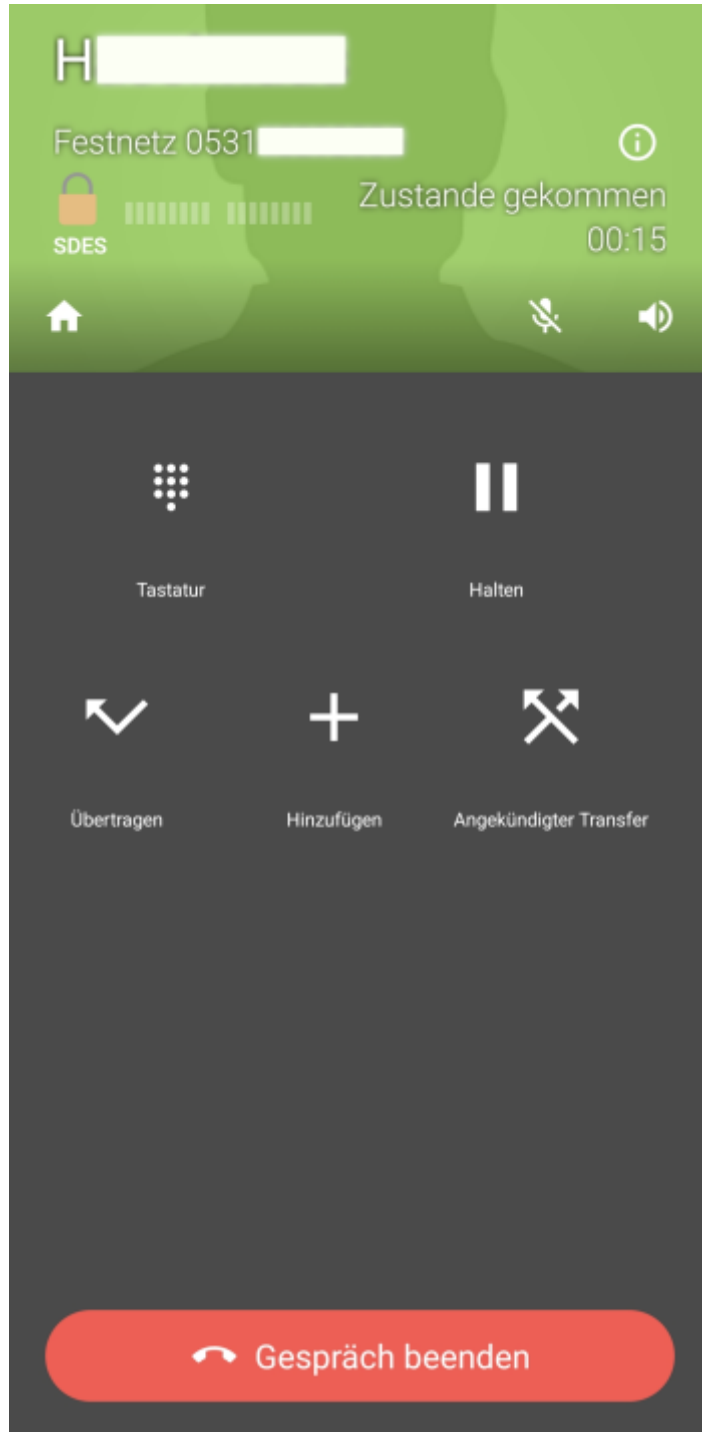 H
Festnetz 0531
Zustande gekommen
SDES
00:15
Tastatur
Halten
Übertragen
Hinzufügen
Angekündigter Transfer
Gespräch beenden